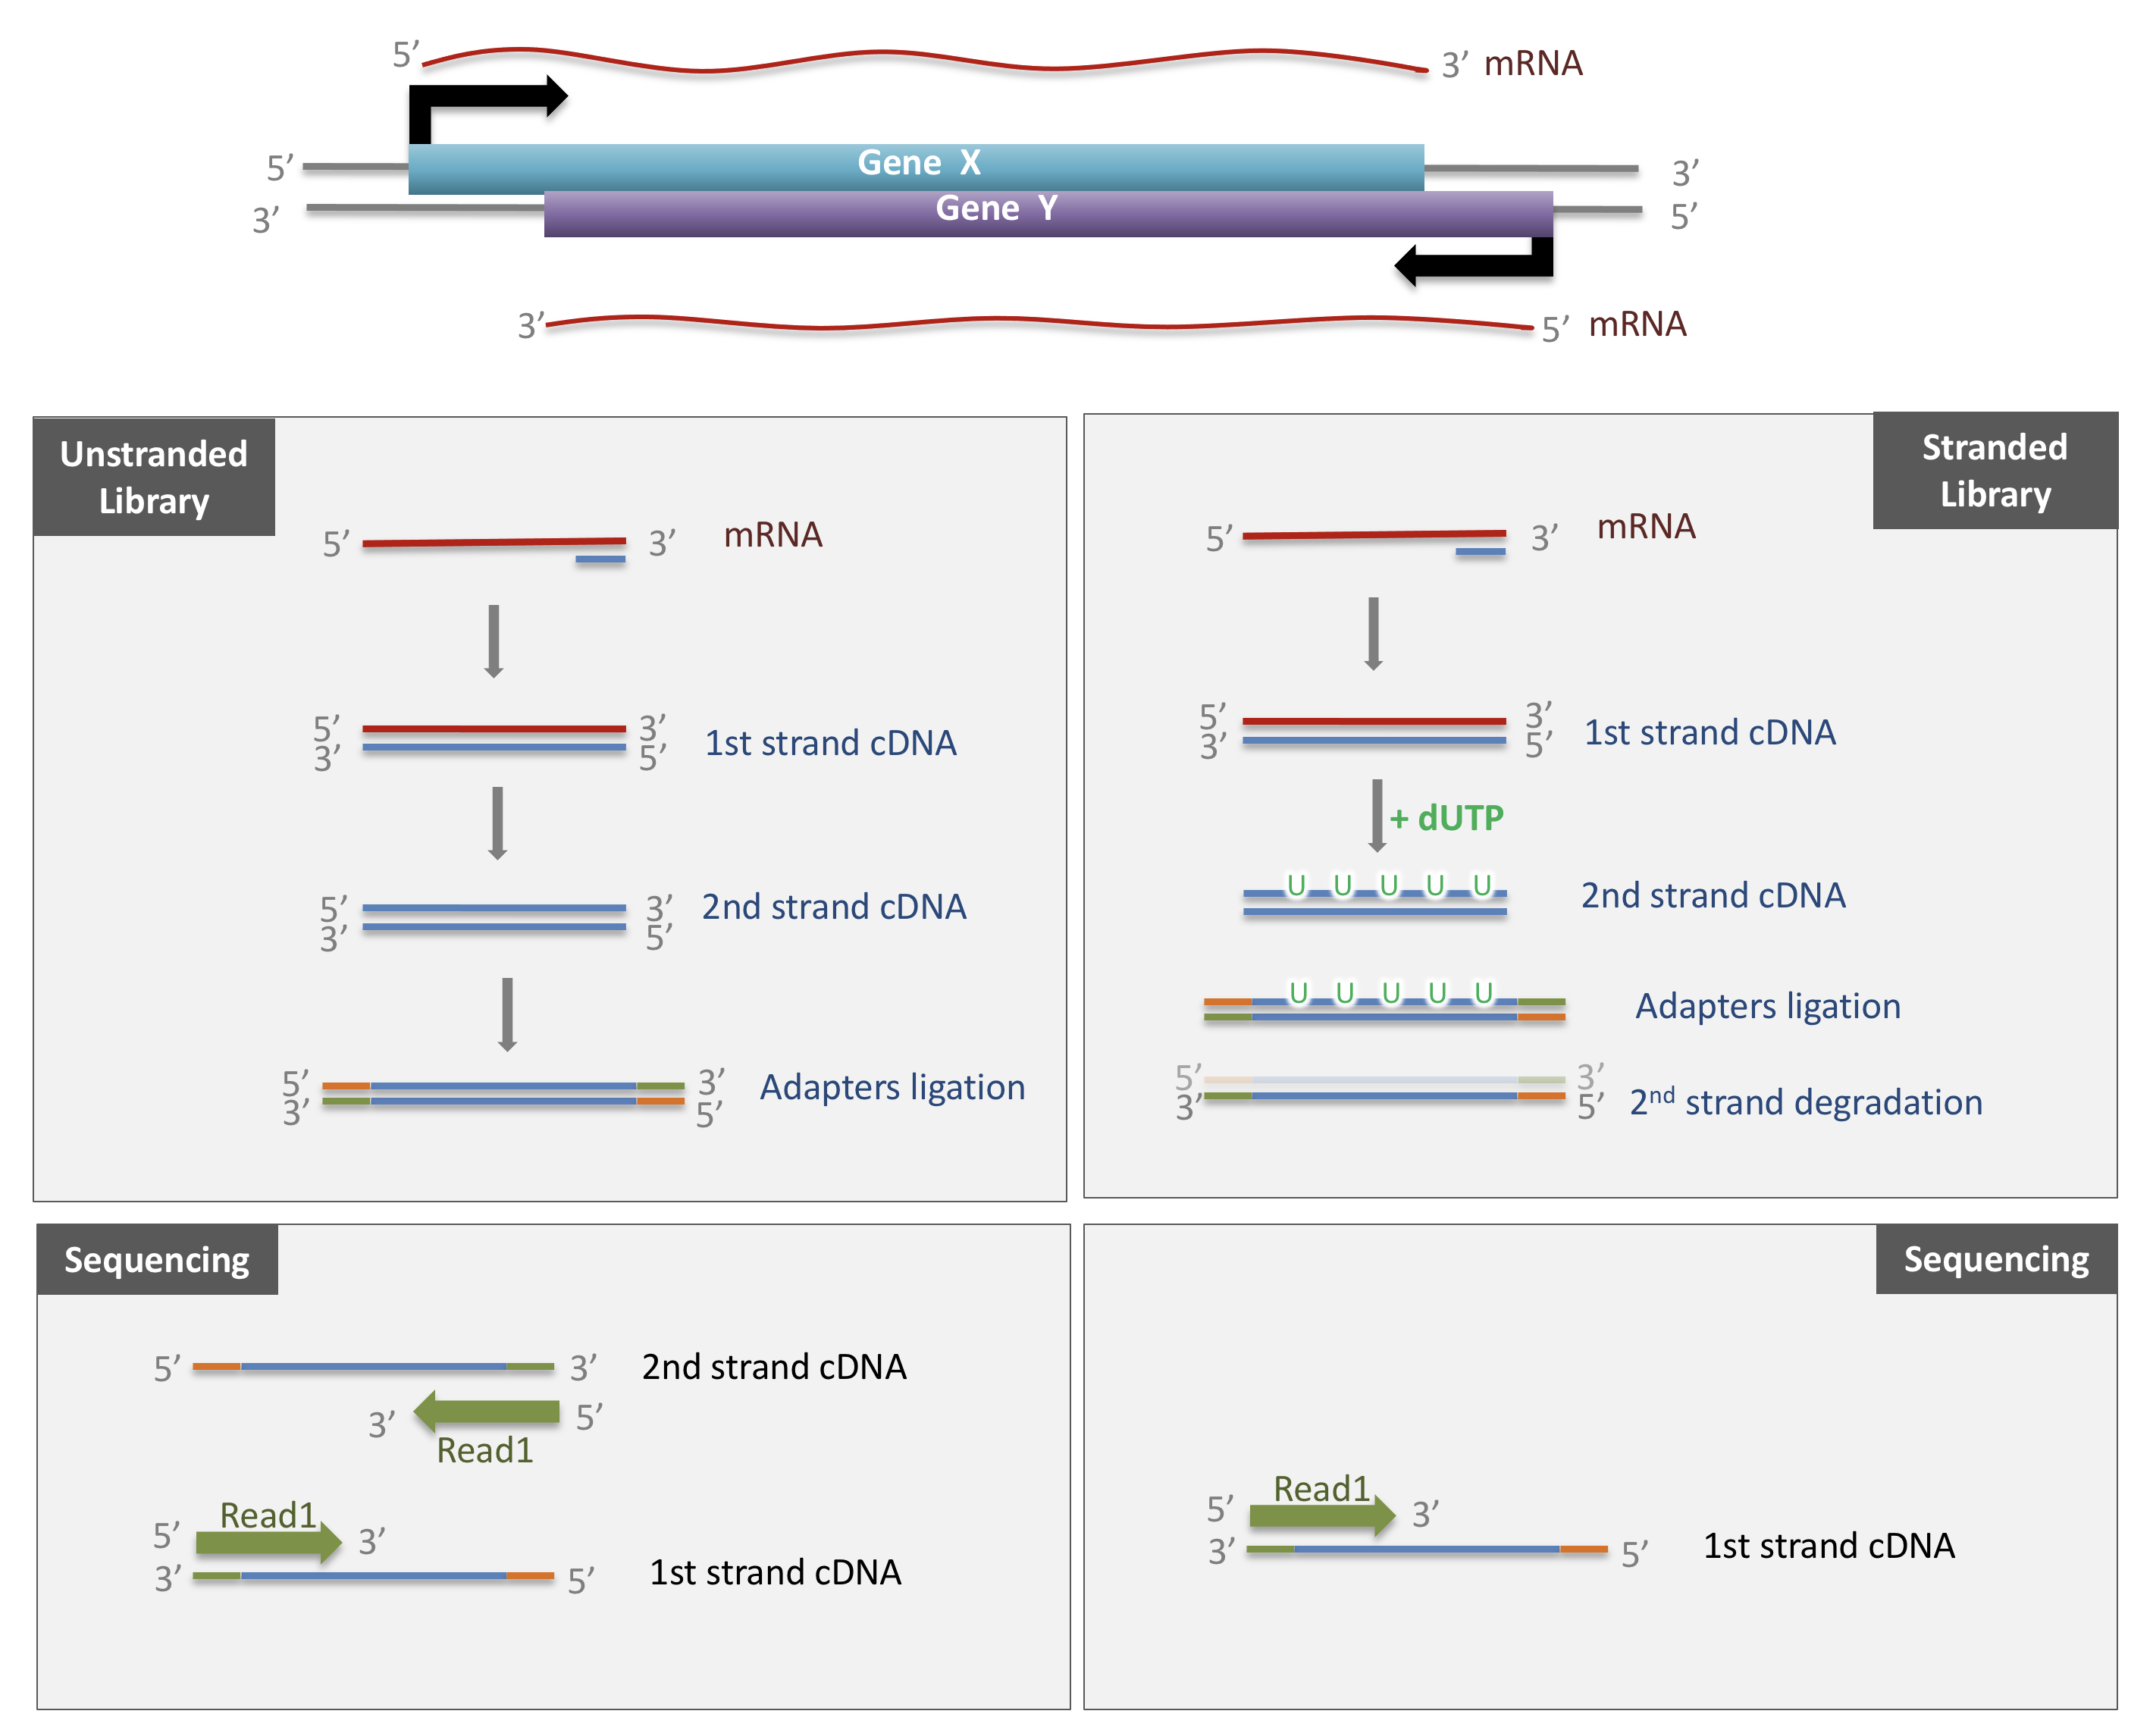 5’
3’ mRNA
5’ Gene X 3’
3’ Gene Y 5’
3’ 5’ mRNA
Unstranded
Library
5’ 3’ mRNA
5’ 3’
3’ 5’ 1st strand cDNA
5’ 3’ 2nd strand cDNA
3’ 5’
5’ 3’ Adapters ligation
3’ 5’
Stranded
Library
5’ 3’ mRNA
5’ 3’
3’ 5’ 1st strand cDNA
+ dUTP
U U U U U 2nd strand cDNA
U U U U U Adapters ligation
5’ 3’
3’ 5’ 2nd strand degradation
Sequencing
5’ 3’ 2nd strand cDNA
3’ 5’
Read1
Read1
5’ 3’
3’ 5’ 1st strand cDNA
Sequencing
Read1
5’ 3’
3’ 5’ 1st strand cDNA